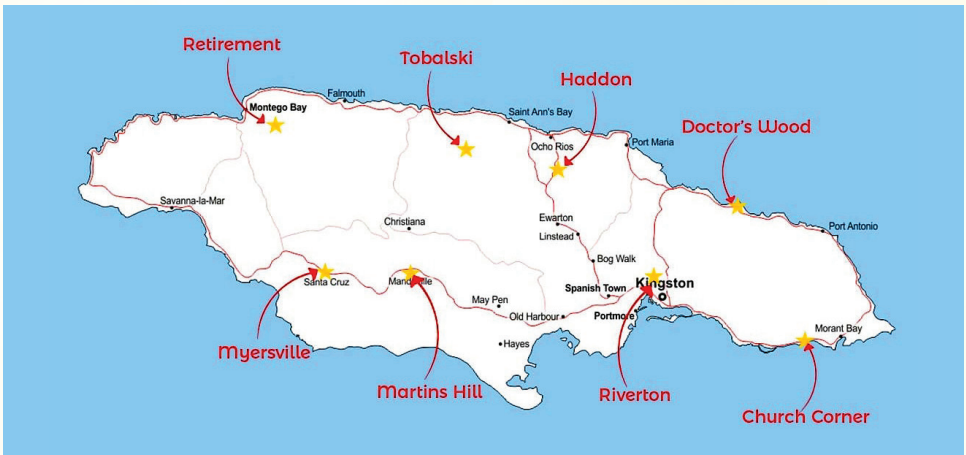 Retirement
Tobalski
Haddon
Falmouth
Montego Bay
Saint Ann's Bay
Doctor's Wood
Ocho Rios
Port Maria
Savanna-la-Mar
Christiana
Ewarton
Port Antonio
Linstead
Bog Walk
Santa Cruz
Mandeville
Kingston
Spanish Town
May Pen
Old Harbour
Portmore
Morant Bay
Hayes
Myersville
Martins Hill
Riverton
Church Corner